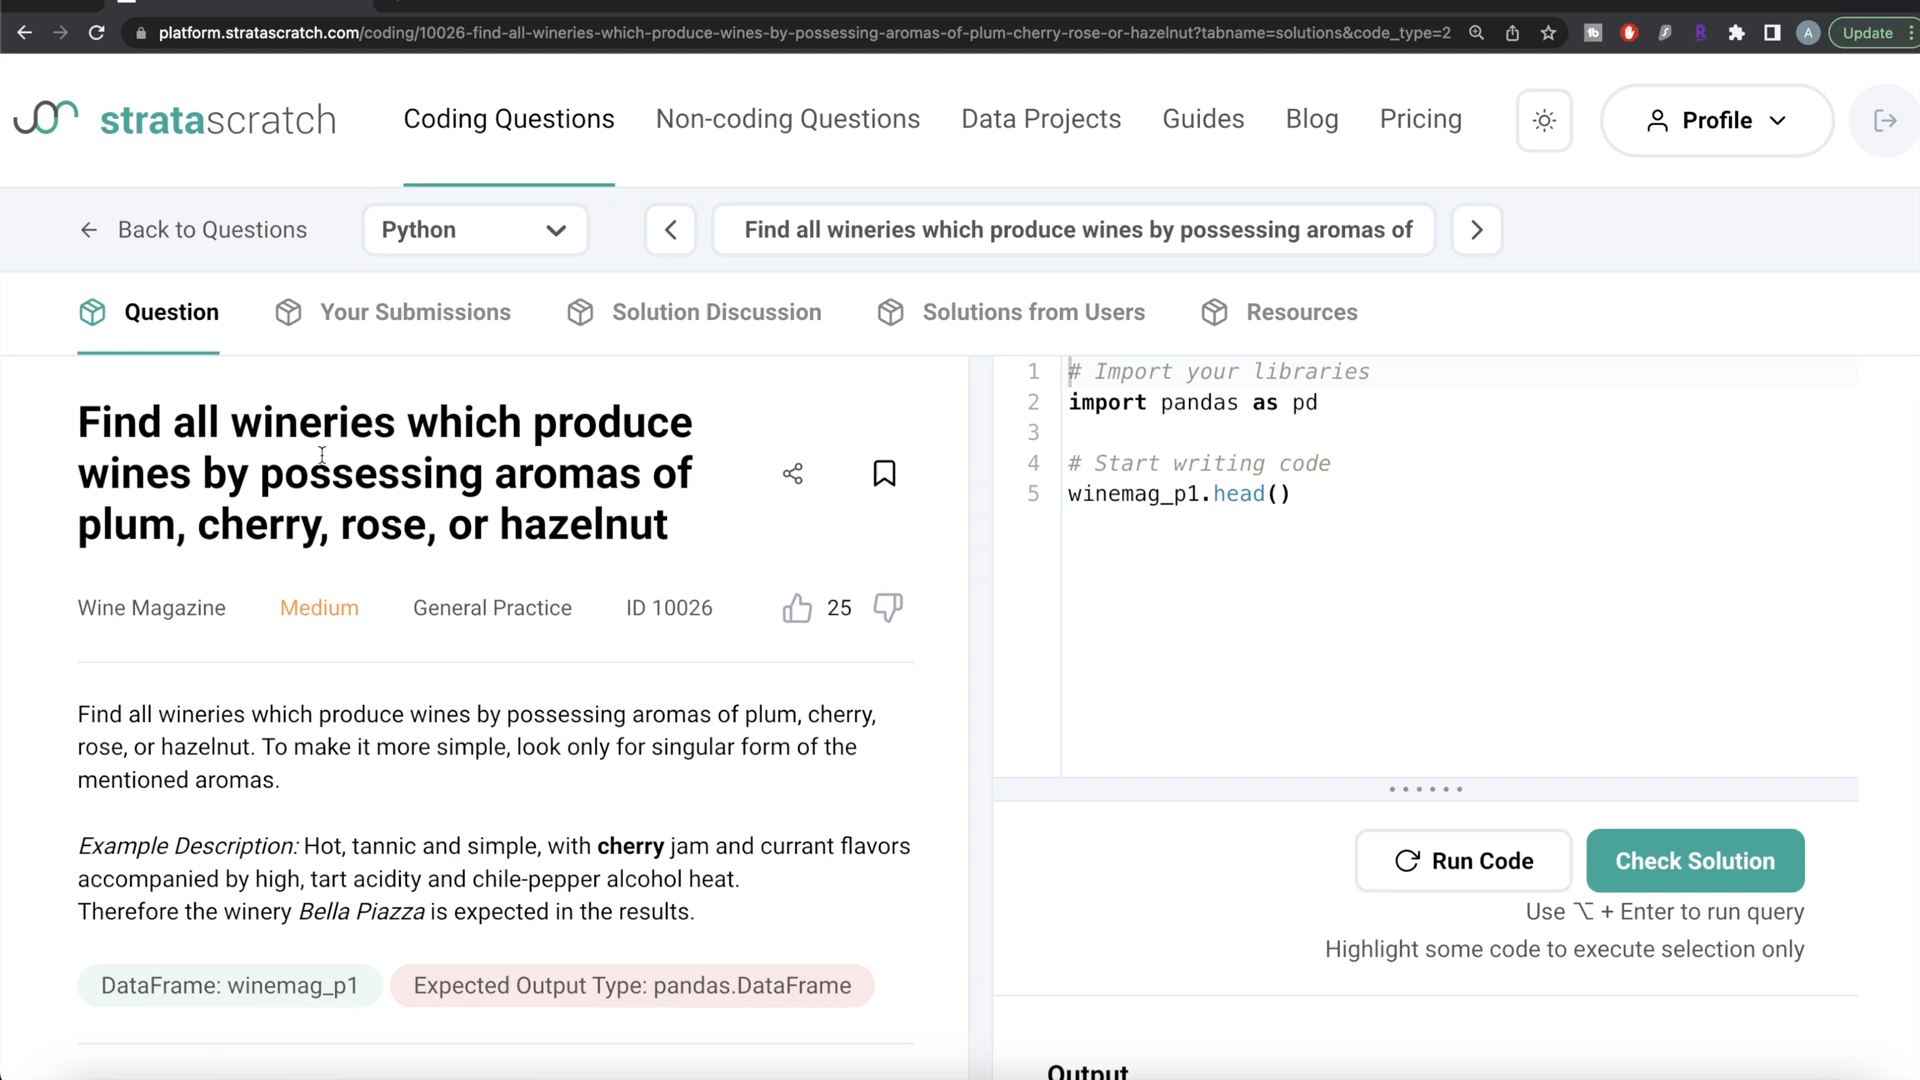 platform.stratascratch.com/coding/10026-find-all-wineries-which-produce-wines-by-possessing-aromas-of-plum-cherry-rose-or-hazelnut?tabname=solutions&code_type=2
tb
R
A
Update
stratascratch
Coding Questions
Non-coding Questions
Data Projects
Guides
Blog
Pricing
Profile
Back to Questions
Python
Find all wineries which produce wines by possessing aromas of
Question
Your Submissions
Solution Discussion
Solutions from Users
Resources
Find all wineries which produce
wines by possessing aromas of
plum, cherry, rose, or hazelnut
Wine Magazine
Medium
General Practice
ID 10026
25
Find all wineries which produce wines by possessing aromas of plum, cherry,
rose, or hazelnut. To make it more simple, look only for singular form of the
mentioned aromas.
Example Description: Hot, tannic and simple, with cherry jam and currant flavors
accompanied by high, tart acidity and chile-pepper alcohol heat.
Therefore the winery Bella Piazza is expected in the results.
DataFrame: winemag_p1
Expected Output Type: pandas.DataFrame
1 # Import your libraries
2 import pandas as pd
3
4 # Start writing code
5 winemag_p1.head()
Run Code
Check Solution
Use ⌥ + Enter to run query
Highlight some code to execute selection only
Output